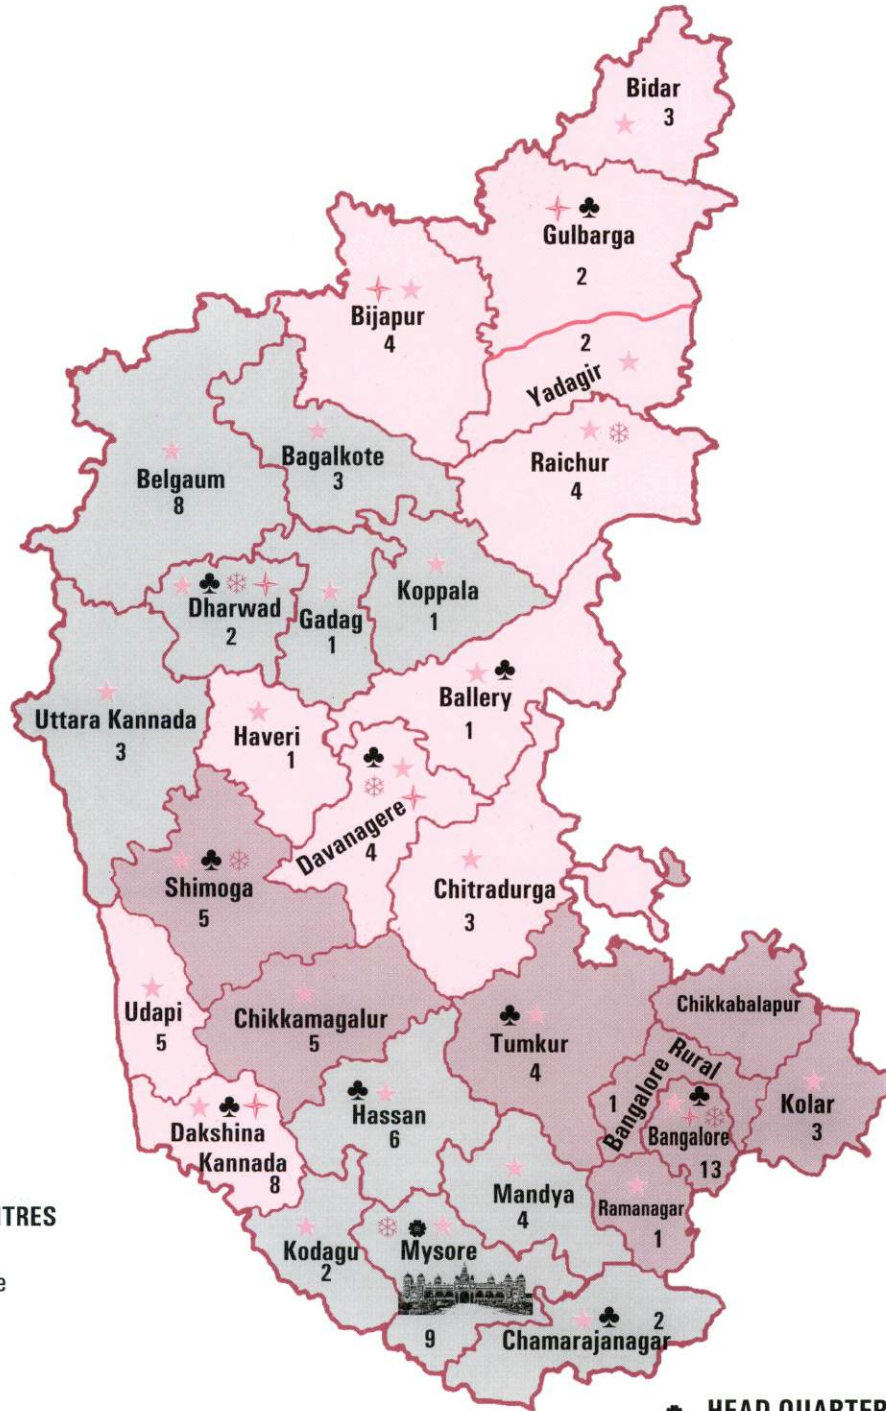 Bidar
3
Gulbarga
2
Bijapur
4
2
Yadagir
Raichur
4
Bagalkote
3
Belgaum
8
Dharwad
2
Gadag
1
Koppala
1
Ballery
1
Uttara Kannada
3
Haveri
1
Davanagere
4
Shimoga
5
Chitradurga
3
Udapi
5
Chikkamagalur
5
Tumkur
4
Chikkabalapur
Bangalore Rural
1
Bangalore
13
Kolar
3
Hassan
6
Dakshina
Kannada
8
Mandya
4
Ramanagar
1
Kodagu
2
Mysore
9
Chamarajanagar
2